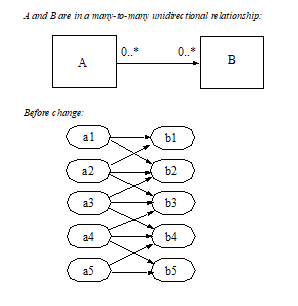 A and B are in a many-to-many unidirectional relationship:
0..* 0..*
A B
Before change:
a1 b1
a2 b2
a3 b3
a4 b4
a5 b5